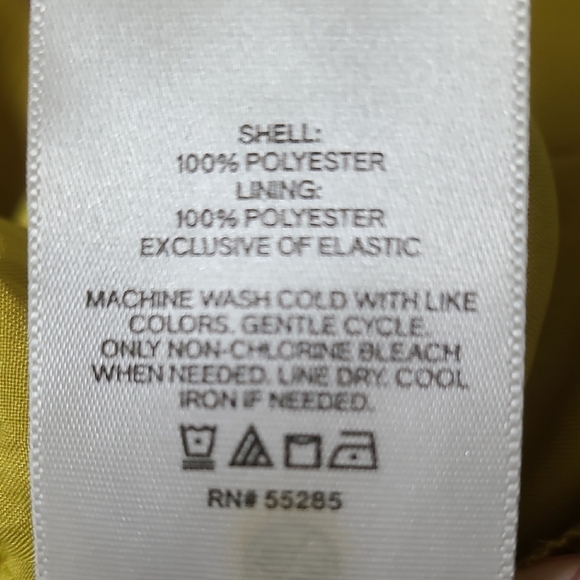 SHELL:
100% POLYESTER
LINING:
100% POLYESTER
EXCLUSIVE OF ELASTIC
MACHINE WASH COLD WITH LIKE
COLORS. GENTLE CYCLE.
ONLY NON-CHLORINE BLEACH
WHEN NEEDED. LINE DRY. COOL
IRON IF NEEDED.
RN# 55285